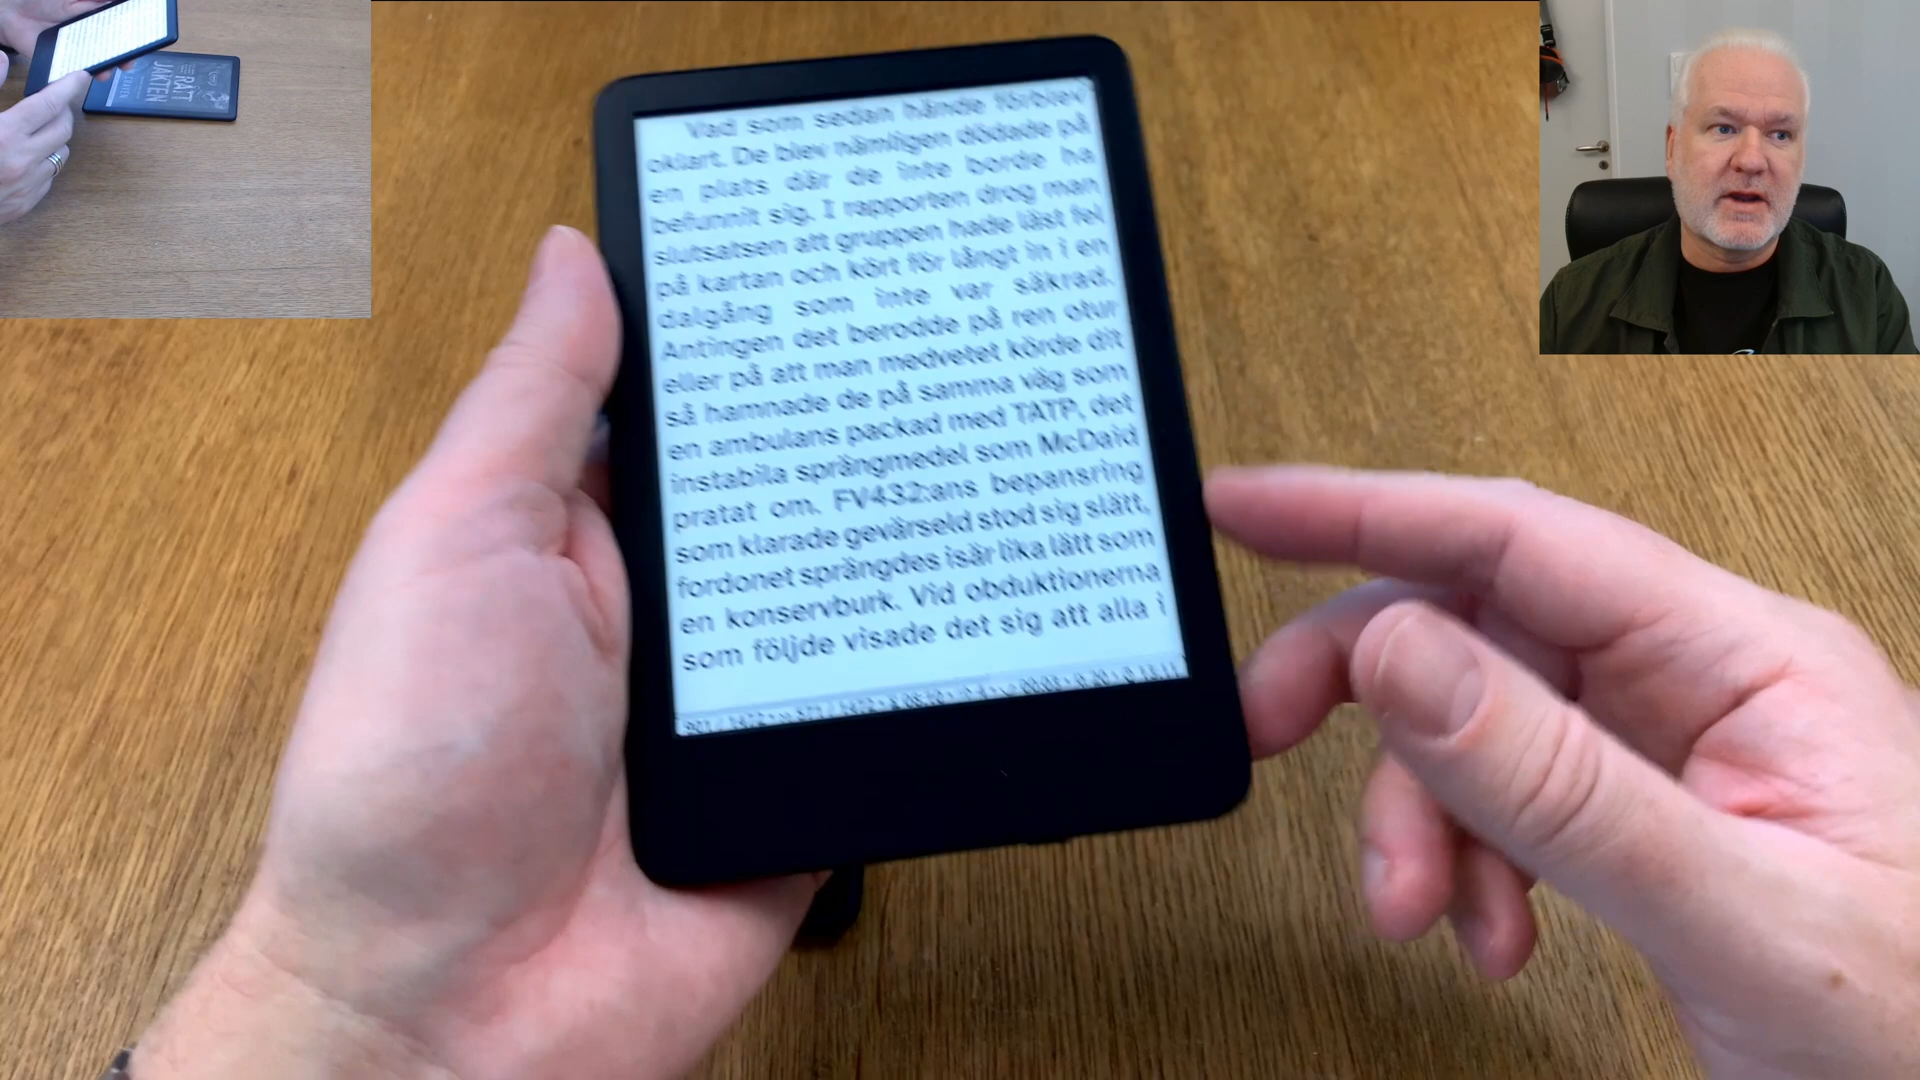 RÅTT
JAKTEN
Vad som sedan hände förblev
oklart. De blev nämligen dödade på
en plats där de inte borde ha
befunnit sig. I rapporten drog man
slutsatsen att gruppen hade läst fel
på kartan och kört för långt in i en
dalgång som inte var säkrad.
Antingen det berodde på ren otur
eller på att man medvetet körde dit
så hamnade de på samma väg som
en ambulans packad med TATP, det
instabila sprängmedel som McDaid
pratat om. FV432:ans bepansring
som klarade gevärseld stod sig slätt,
fordonet sprängdes isär lika lätt som
en konservburk. Vid obduktionerna
som följde visade det sig att alla i